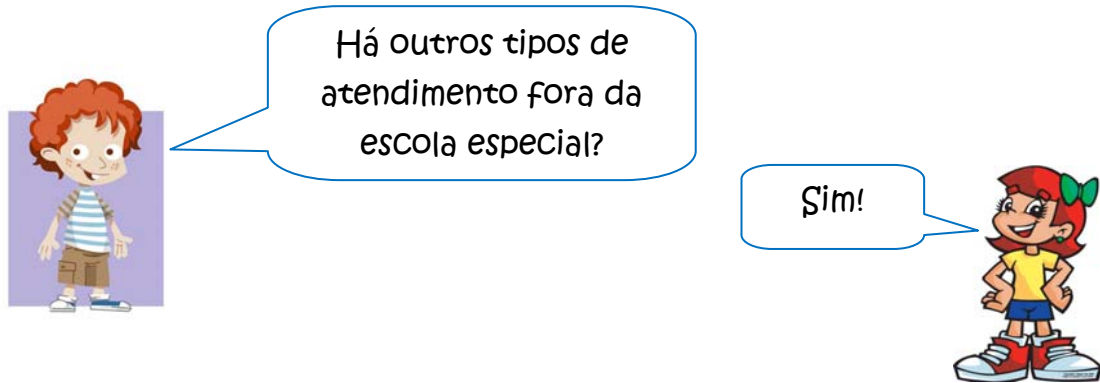 Há outros tipos de
atendimento fora da
escola especial?
Sim!